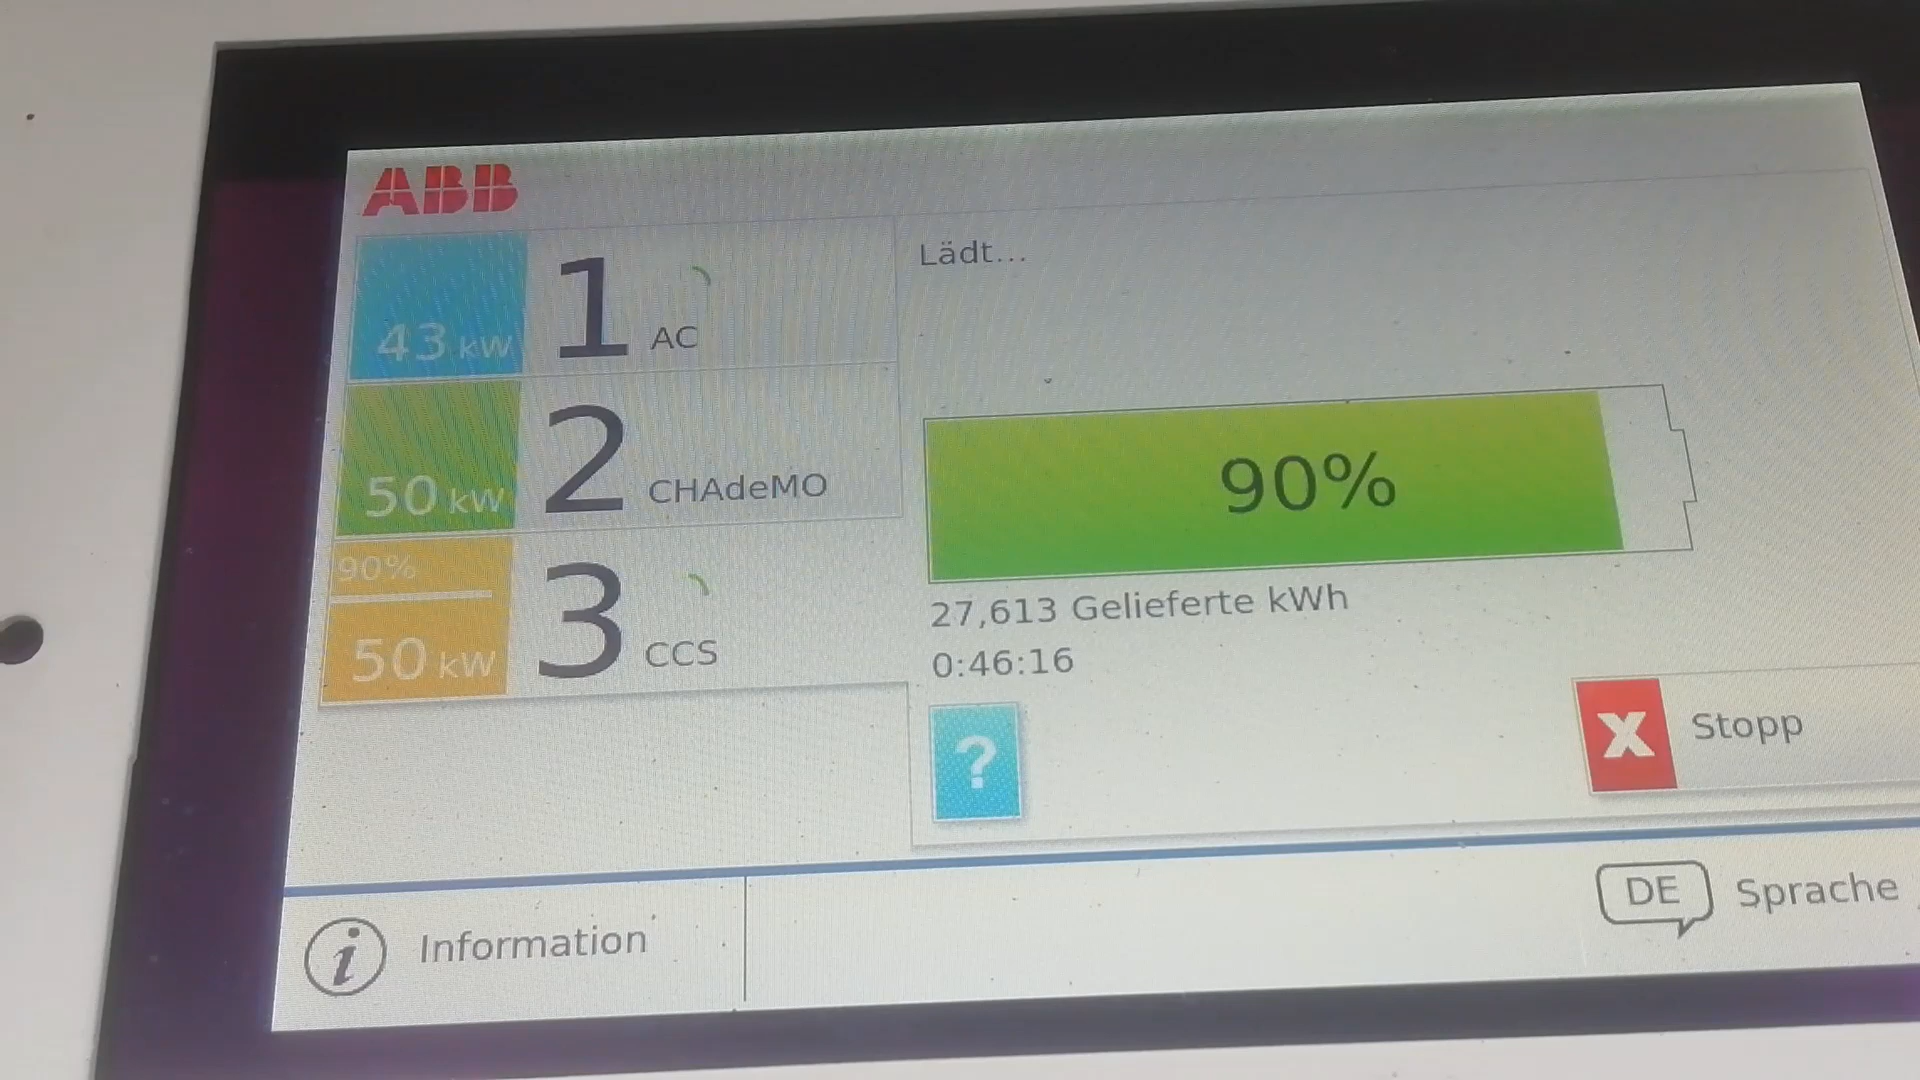 ABB
43 kW
1 AC
50 kW
2 CHAdeMO
90%
50 kW
3 CCS
Lädt...
90%
27,613 Gelieferte kWh
0:46:16
?
X Stopp
i Information
DE Sprache